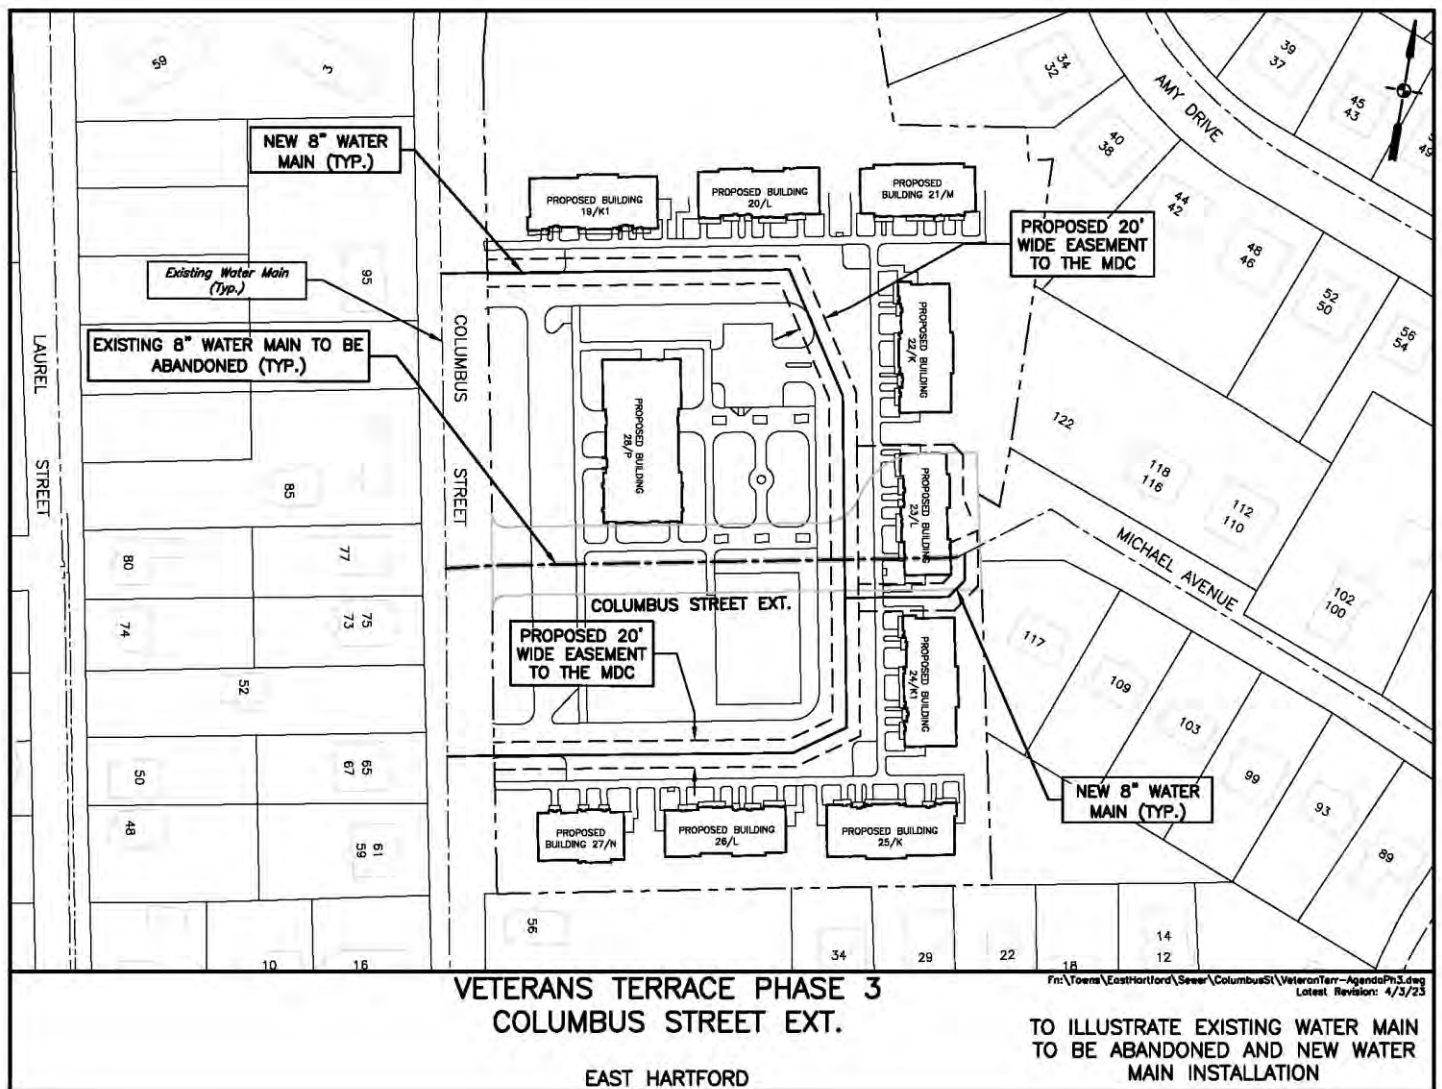 59
3
34
32
39
37
45
43
49
AMY DRIVE
40
38
44
42
48
46
52
50
56
54
NEW 8" WATER
MAIN (TYP.)
PROPOSED BUILDING
19/K1
PROPOSED BUILDING
20/L
PROPOSED
BUILDING 21/M
PROPOSED 20'
WIDE EASEMENT
TO THE MDC
Existing Water Main
(Typ.)
95
EXISTING 8" WATER MAIN TO BE
ABANDONED (TYP.)
LAUREL
STREET
COLUMBUS
STREET
PROPOSED BUILDING
22/K
PROPOSED BUILDING
28/P
PROPOSED BUILDING
23/L
122
118
116
112
110
MICHAEL AVENUE
102
100
85
80
77
74
75
73
52
COLUMBUS STREET EXT.
PROPOSED 20'
WIDE EASEMENT
TO THE MDC
PROPOSED BUILDING
24/K1
117
109
103
99
93
89
50
65
67
48
61
59
NEW 8" WATER
MAIN (TYP.)
PROPOSED
BUILDING 27/N
PROPOSED BUILDING
26/L
PROPOSED BUILDING
25/K
56
10
16
34
29
22
18
14
12
VETERANS TERRACE PHASE 3
COLUMBUS STREET EXT.
EAST HARTFORD
Fn:\Towns\EastHartford\Sewer\ColumbusSt\VeteranTerr-AgendaPh3.dwg
Latest Revision: 4/3/23
TO ILLUSTRATE EXISTING WATER MAIN
TO BE ABANDONED AND NEW WATER
MAIN INSTALLATION